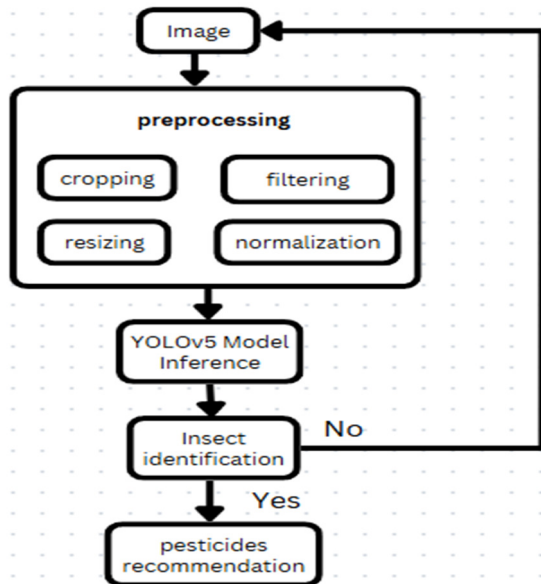 Image
preprocessing
cropping
filtering
resizing
normalization
YOLOv5 Model
Inference
Insect
identification
No
Yes
pesticides
recommendation